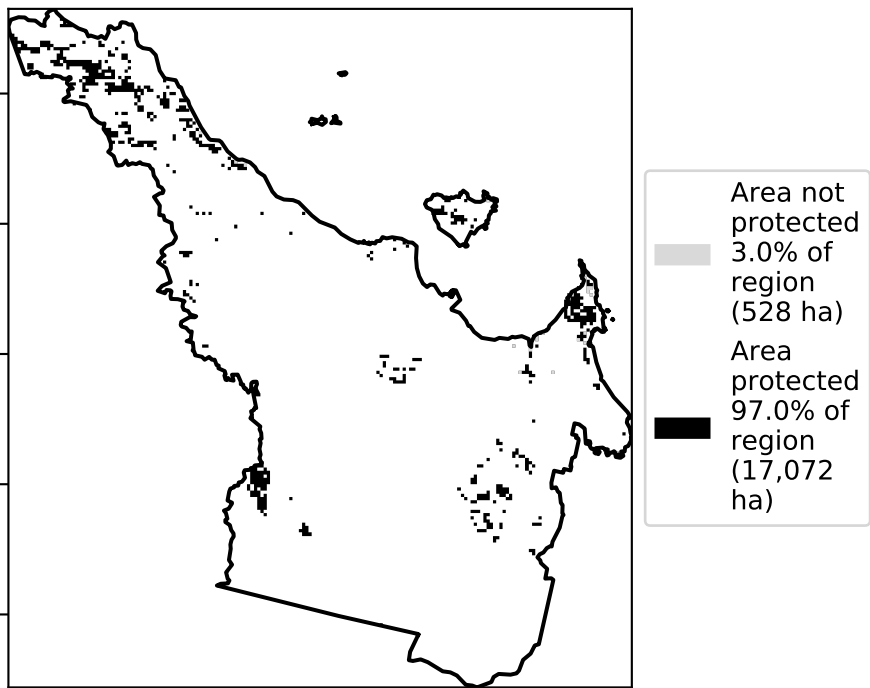 Area not
protected
3.0% of
region
(528 ha)
Area
protected
97.0% of
region
(17,072
ha)